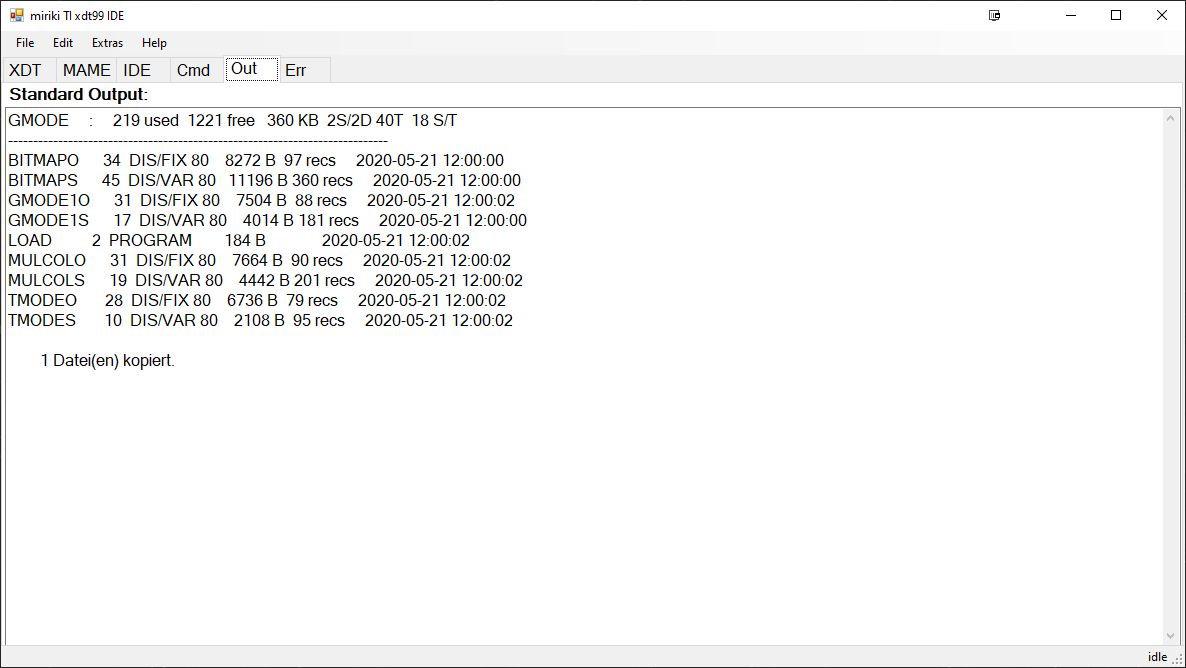 miriki TI xdt99 IDE
File Edit Extras Help
XDT MAME IDE Cmd Out Err
Standard Output:
GMODE : 219 used 1221 free 360 KB 2S/2D 40T 18 S/T
----------------------------------------------------------------------------
BITMAPO 34 DIS/FIX 80 8272 B 97 recs 2020-05-21 12:00:00
BITMAPS 45 DIS/VAR 80 11196 B 360 recs 2020-05-21 12:00:00
GMODE1O 31 DIS/FIX 80 7504 B 88 recs 2020-05-21 12:00:02
GMODE1S 17 DIS/VAR 80 4014 B 181 recs 2020-05-21 12:00:00
LOAD 2 PROGRAM 184 B 2020-05-21 12:00:02
MULCOLO 31 DIS/FIX 80 7664 B 90 recs 2020-05-21 12:00:02
MULCOLS 19 DIS/VAR 80 4442 B 201 recs 2020-05-21 12:00:02
TMODEO 28 DIS/FIX 80 6736 B 79 recs 2020-05-21 12:00:02
TMODES 10 DIS/VAR 80 2108 B 95 recs 2020-05-21 12:00:02
1 Datei(en) kopiert.
idle